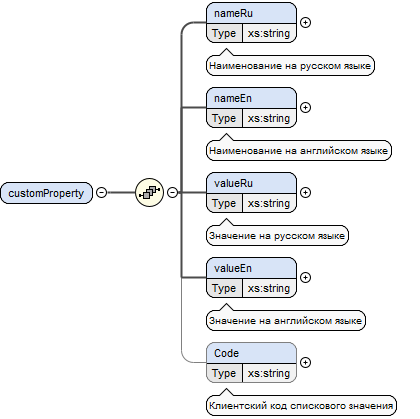 nameRu
Type xs:string
Наименование на русском языке
nameEn
Type xs:string
Наименование на английском языке
customProperty
valueRu
Type xs:string
Значение на русском языке
valueEn
Type xs:string
Значение на английском языке
Code
Type xs:string
Клиентский код спискового значения